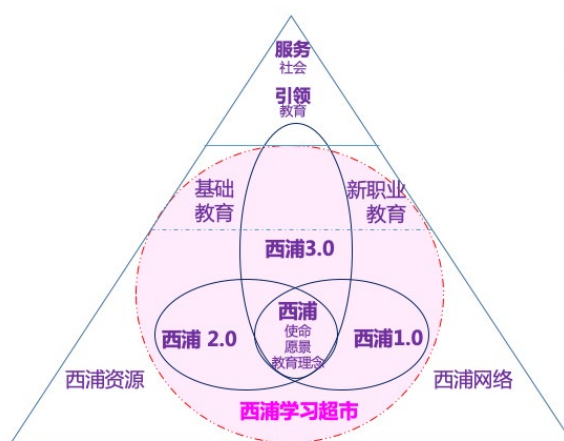 服务
社会
引领
教育
基础
教育
新职业
教育
西浦3.0
西浦 2.0
西浦
使命
愿景
教育理念
西浦1.0
西浦资源
西浦网络
西浦学习超市